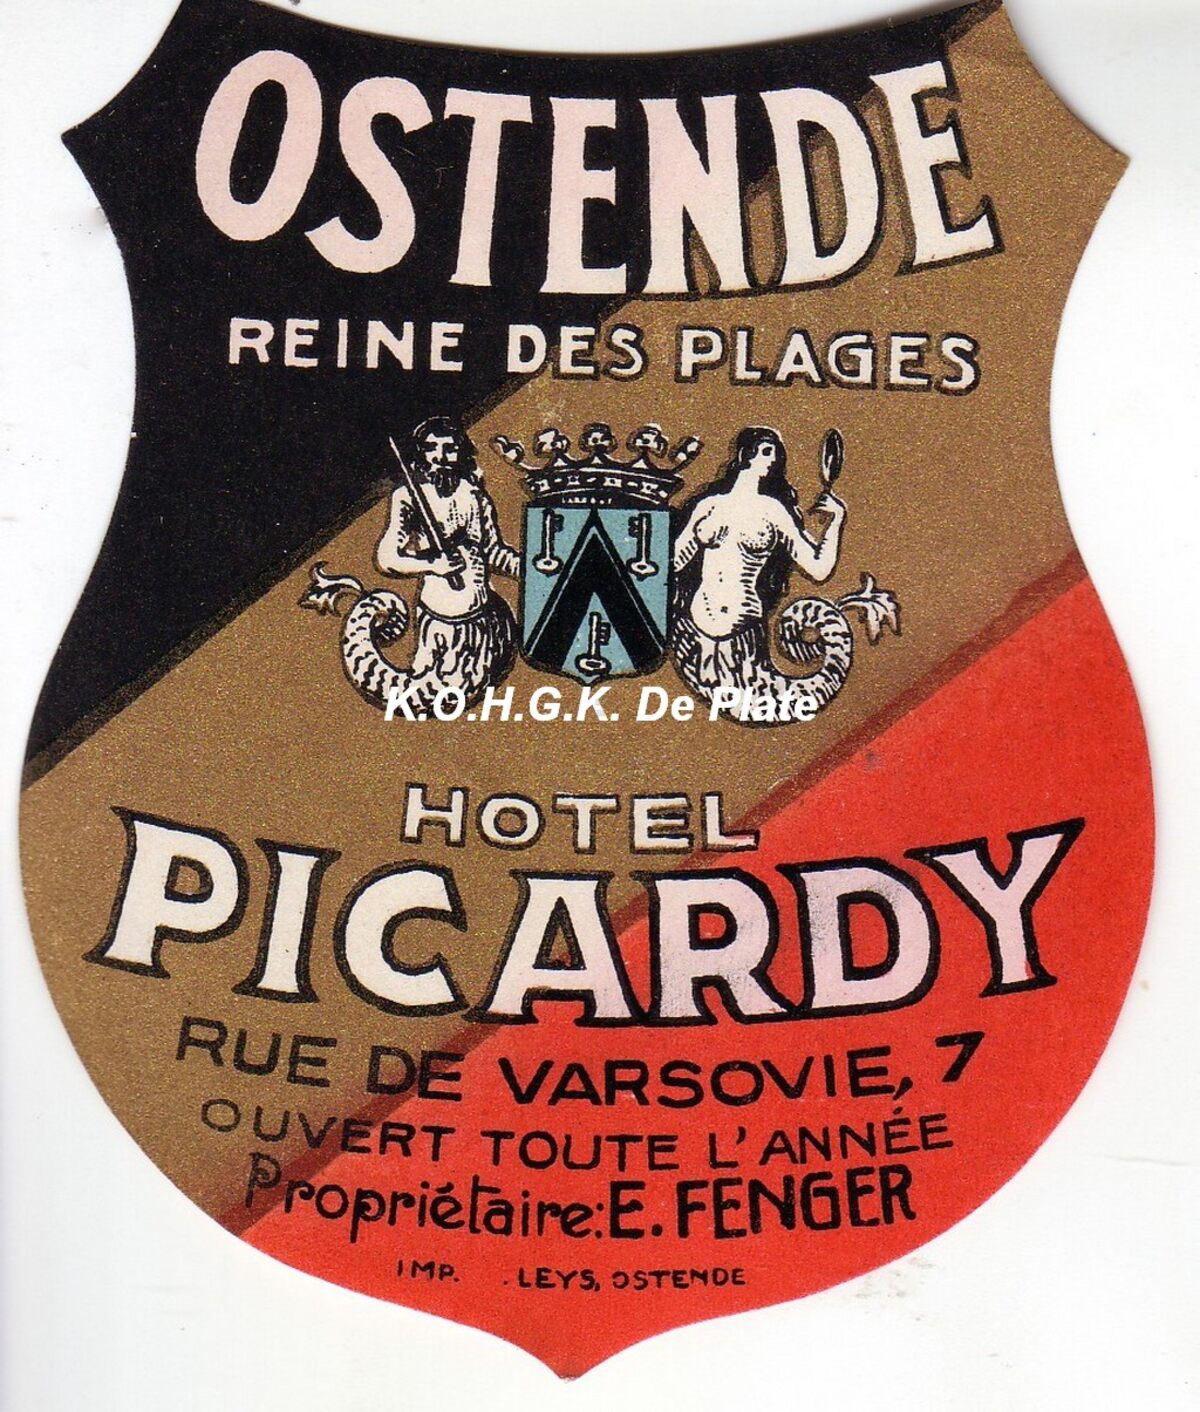 OSTENDE
REINE DES PLAGES
K.O.H.G.K. De Plate
HOTEL
PICARDY
RUE DE VARSOVIE, 7
OUVERT TOUTE L'ANNÉE
Propriétaire: E. FENGER
IMP. . LEYS, OSTENDE